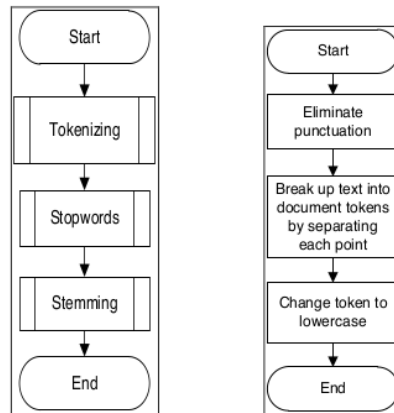 Start
Tokenizing
Stopwords
Stemming
End
Start
Eliminate
punctuation
Break up text into
document tokens
by separating
each point
Change token to
lowercase
End